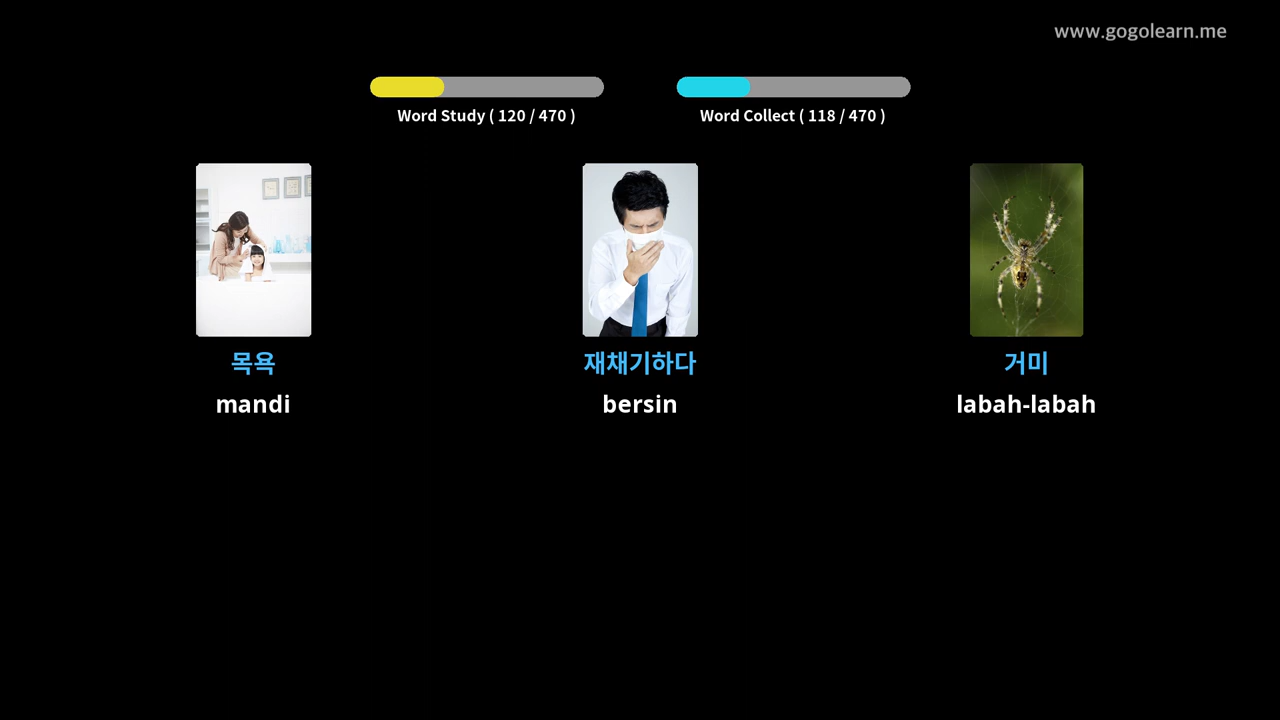 www.gogolearn.me
Word Study ( 120 / 470 )
Word Collect ( 118 / 470 )
목욕
재채기하다
거미
mandi
bersin
labah-labah